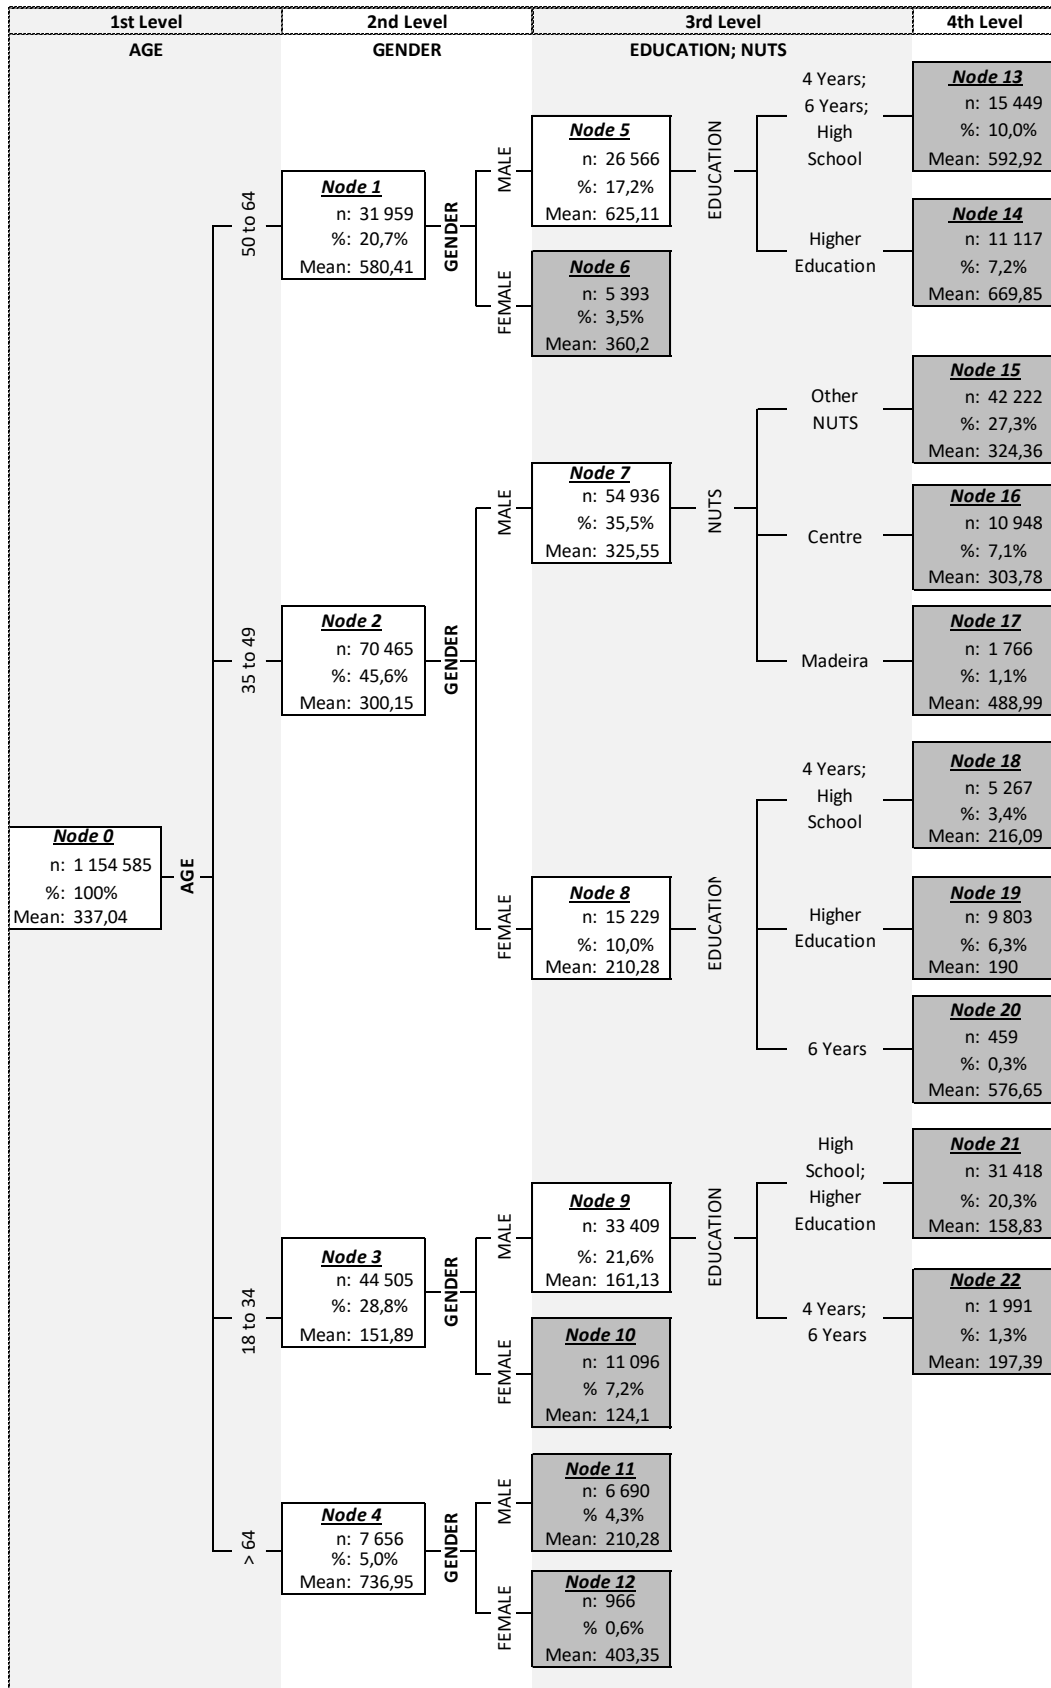 1st Level
2nd Level
3rd Level
4th Level
AGE
GENDER
EDUCATION; NUTS
Node 0
n: 1 154 585
%: 100%
Mean: 337,04
AGE
50 to 64
Node 1
n: 31 959
%: 20,7%
Mean: 580,41
GENDER
MALE
Node 5
n: 26 566
%: 17,2%
Mean: 625,11
EDUCATION
4 Years;
6 Years;
High
School
Node 13
n: 15 449
%: 10,0%
Mean: 592,92
Higher
Education
Node 14
n: 11 117
%: 7,2%
Mean: 669,85
FEMALE
Node 6
n: 5 393
%: 3,5%
Mean: 360,2
35 to 49
Node 2
n: 70 465
%: 45,6%
Mean: 300,15
GENDER
MALE
Node 7
n: 54 936
%: 35,5%
Mean: 325,55
NUTS
Other
NUTS
Node 15
n: 42 222
%: 27,3%
Mean: 324,36
Centre
Node 16
n: 10 948
%: 7,1%
Mean: 303,78
Madeira
Node 17
n: 1 766
%: 1,1%
Mean: 488,99
FEMALE
Node 8
n: 15 229
%: 10,0%
Mean: 210,28
EDUCATION
4 Years;
High
School
Node 18
n: 5 267
%: 3,4%
Mean: 216,09
Higher
Education
Node 19
n: 9 803
%: 6,3%
Mean: 190
6 Years
Node 20
n: 459
%: 0,3%
Mean: 576,65
18 to 34
Node 3
n: 44 505
%: 28,8%
Mean: 151,89
GENDER
MALE
Node 9
n: 33 409
%: 21,6%
Mean: 161,13
EDUCATION
High
School;
Higher
Education
Node 21
n: 31 418
%: 20,3%
Mean: 158,83
4 Years;
6 Years
Node 22
n: 1 991
%: 1,3%
Mean: 197,39
FEMALE
Node 10
n: 11 096
% 7,2%
Mean: 124,1
> 64
Node 4
n: 7 656
%: 5,0%
Mean: 736,95
GENDER
MALE
Node 11
n: 6 690
% 4,3%
Mean: 210,28
FEMALE
Node 12
n: 966
% 0,6%
Mean: 403,35